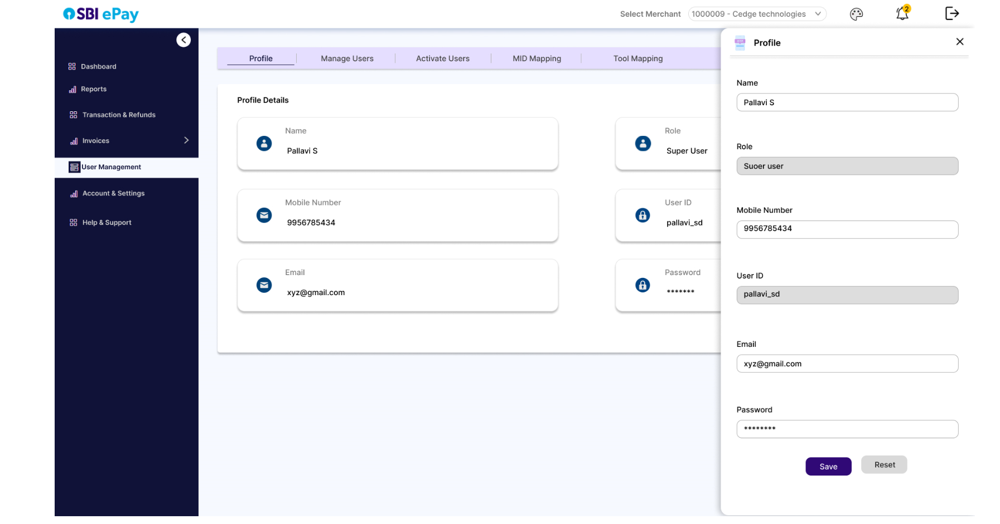 SBI ePay
Select Merchant
1000009 - Cedge technologies
2
Dashboard
Reports
Transaction & Refunds
Invoices
User Management
Account & Settings
Help & Support
Profile
Manage Users
Activate Users
MID Mapping
Tool Mapping
Profile Details
Name
Pallavi S
Role
Super User
Mobile Number
9956785434
User ID
pallavi_sd
Email
xyz@gmail.com
Password
*******
Profile
Name
Pallavi S
Role
Suoer user
Mobile Number
9956785434
User ID
pallavi_sd
Email
xyz@gmail.com
Password
********
Save
Reset